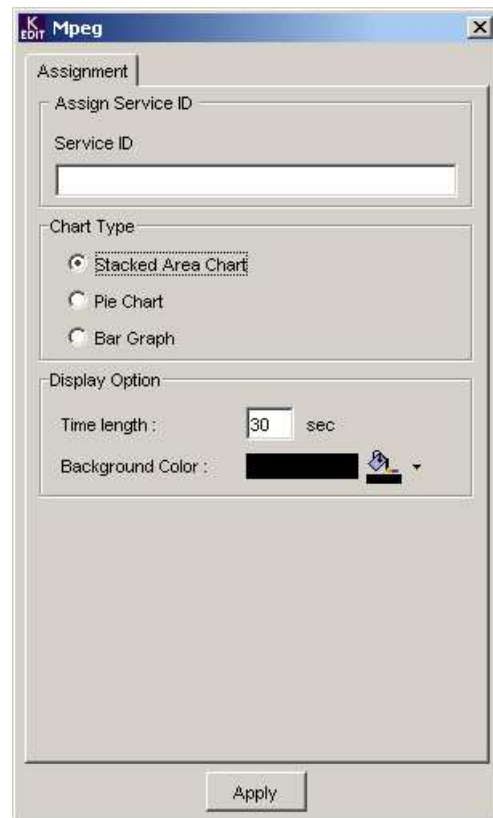 K
EDIT Mpeg
Assignment
Assign Service ID
Service ID
Chart Type
Stacked Area Chart
Pie Chart
Bar Graph
Display Option
Time length : 30 sec
Background Color :
Apply